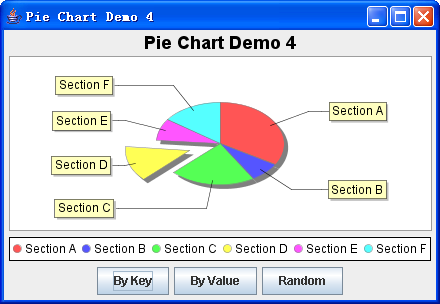 Pie Chart Demo 4
Pie Chart Demo 4
Section F
Section A
Section E
Section D
Section B
Section C
Section A Section B Section C Section D Section E Section F
By Key By Value Random